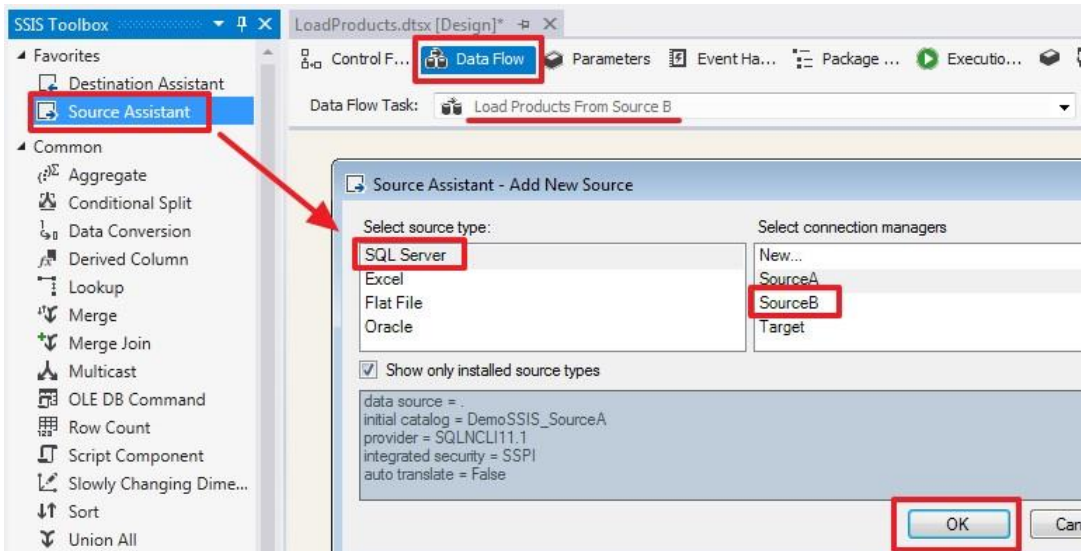 SSIS Toolbox
LoadProducts.dtsx [Design]*
Favorites
Destination Assistant
Source Assistant
Common
Aggregate
Conditional Split
Data Conversion
Derived Column
Lookup
Merge
Merge Join
Multicast
OLE DB Command
Row Count
Script Component
Slowly Changing Dime...
Sort
Union All
Control F... Data Flow Parameters Event Ha... Package ... Executio...
Data Flow Task: Load Products From Source B
Source Assistant - Add New Source
Select source type:
SQL Server
Excel
Flat File
Oracle
Select connection managers
New...
SourceA
SourceB
Target
Show only installed source types
data source = .
initial catalog = DemoSSIS_SourceA
provider = SQLNCLI11.1
integrated security = SSPI
auto translate = False
OK Can